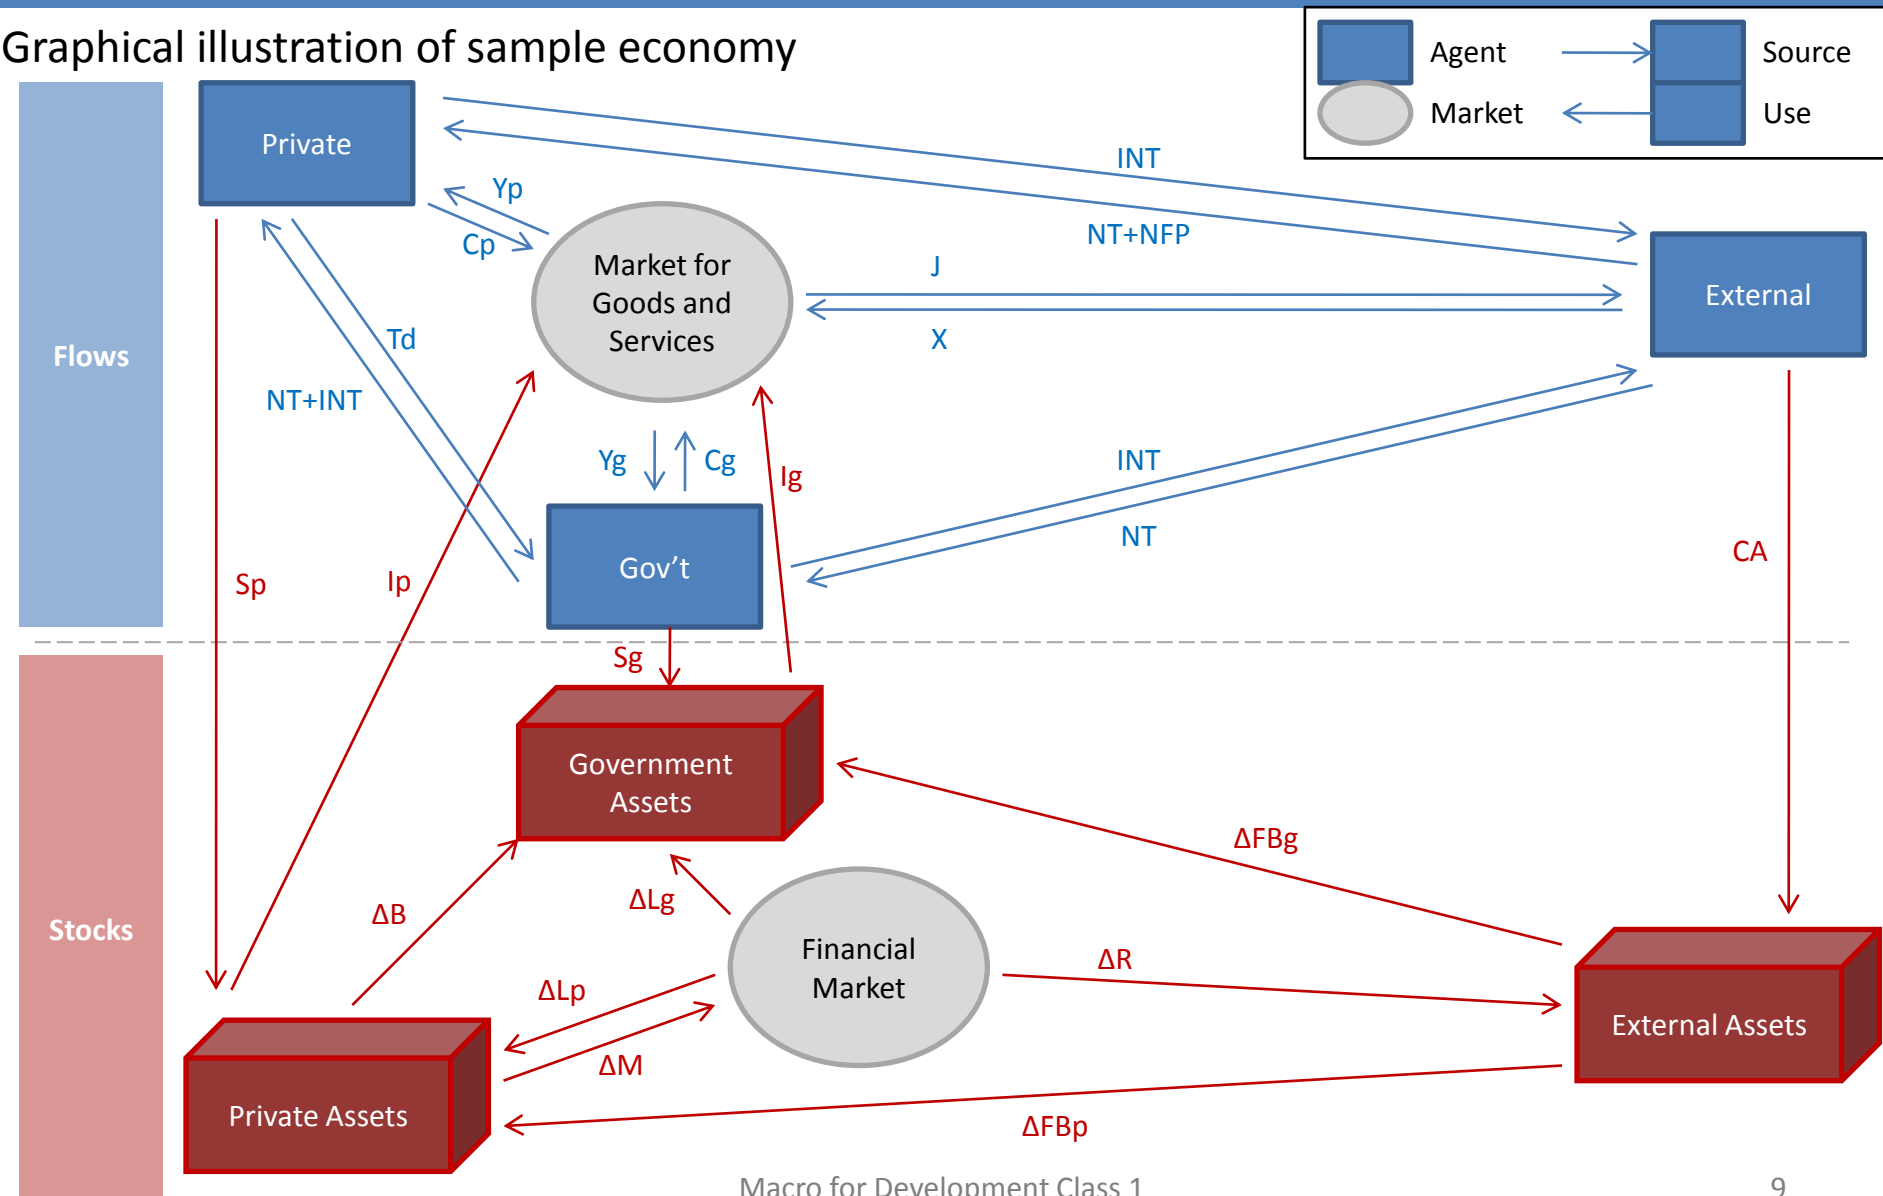 Graphical illustration of sample economy
Agent
Source
Market
Use
Flows
Private
INT
Yp
Cp
NT+NFP
Market for
Goods and
Services
J
X
External
Td
NT+INT
Yg
Cg
Ig
INT
NT
Gov't
CA
Sp
Ip
Sg
Stocks
Government
Assets
ΔFBg
ΔB
ΔLg
Financial
Market
ΔR
ΔLp
ΔM
External Assets
Private Assets
ΔFBp
Macro for Development Class 1
9